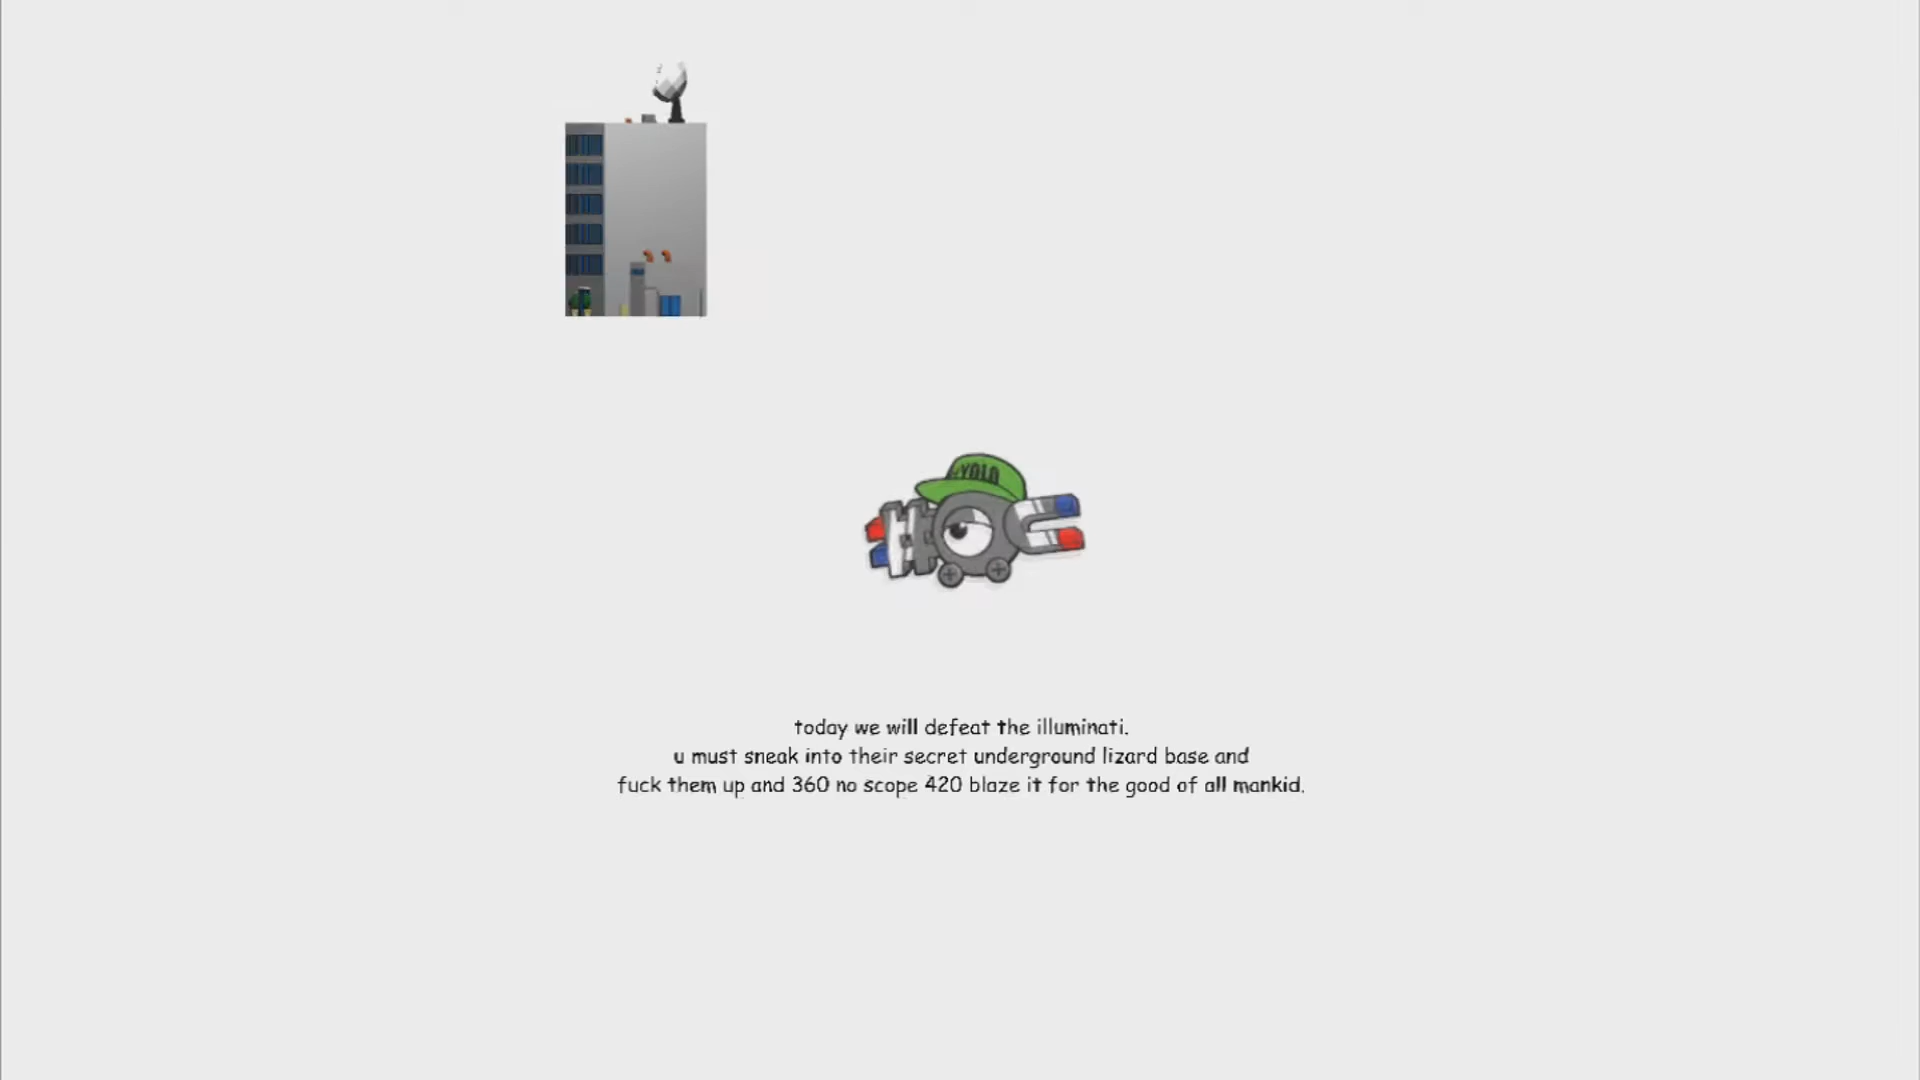 YOLO
today we will defeat the illuminati.
u must sneak into their secret underground lizard base and
fuck them up and 360 no scope 420 blaze it for the good of all mankid.